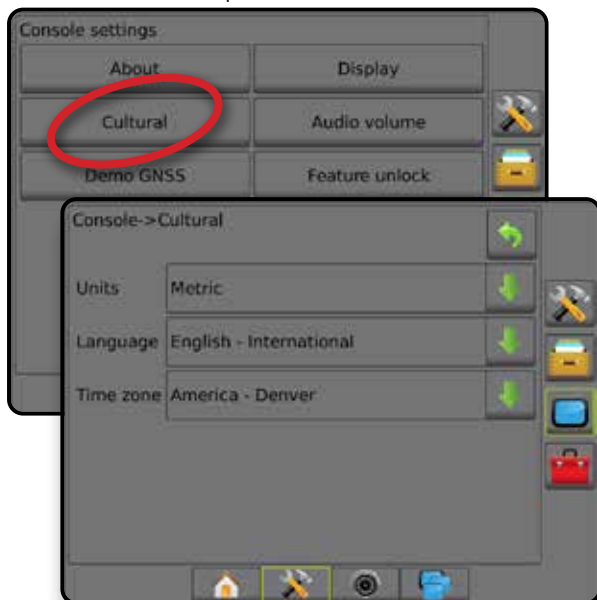 Console settings
About
Display
Cultural
Audio volume
Demo GNSS
Feature unlock
Console->Cultural
Units
Metric
Language
English - International
Time zone
America - Denver